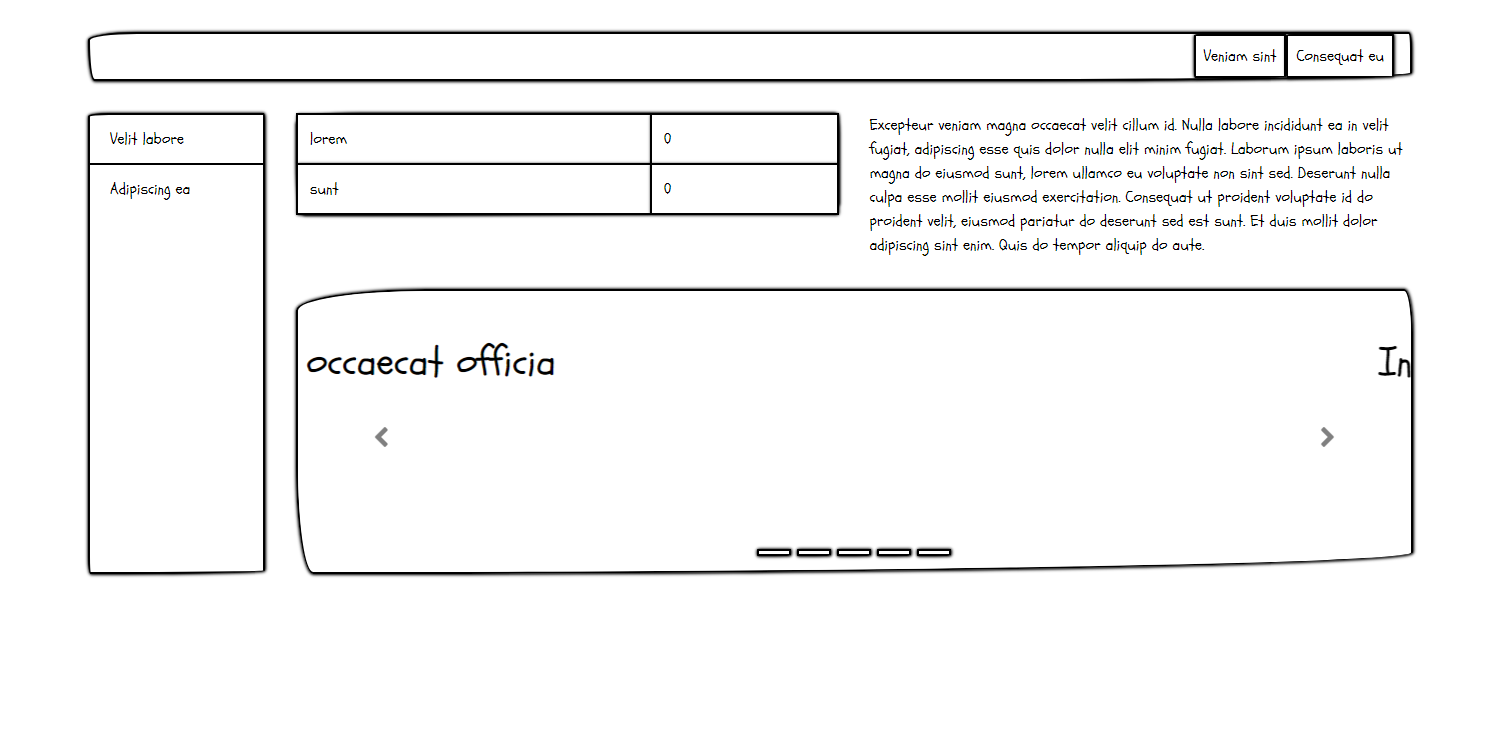 Veniam sint Consequat eu
Velit labore
Adipiscing ea
lorem 0
sunt 0
Excepteur veniam magna occaecat velit cillum id. Nulla labore incididunt ea in velit
fugiat, adipiscing esse quis dolor nulla elit minim fugiat. Laborum ipsum laboris ut
magna do eiusmod sunt, lorem ullamco eu voluptate non sint sed. Deserunt nulla
culpa esse mollit eiusmod exercitation. Consequat ut proident voluptate id do
proident velit, eiusmod pariatur do deserunt sed est sunt. Et duis mollit dolor
adipiscing sint enim. Quis do tempor aliquip do aute.
occaecat officia In